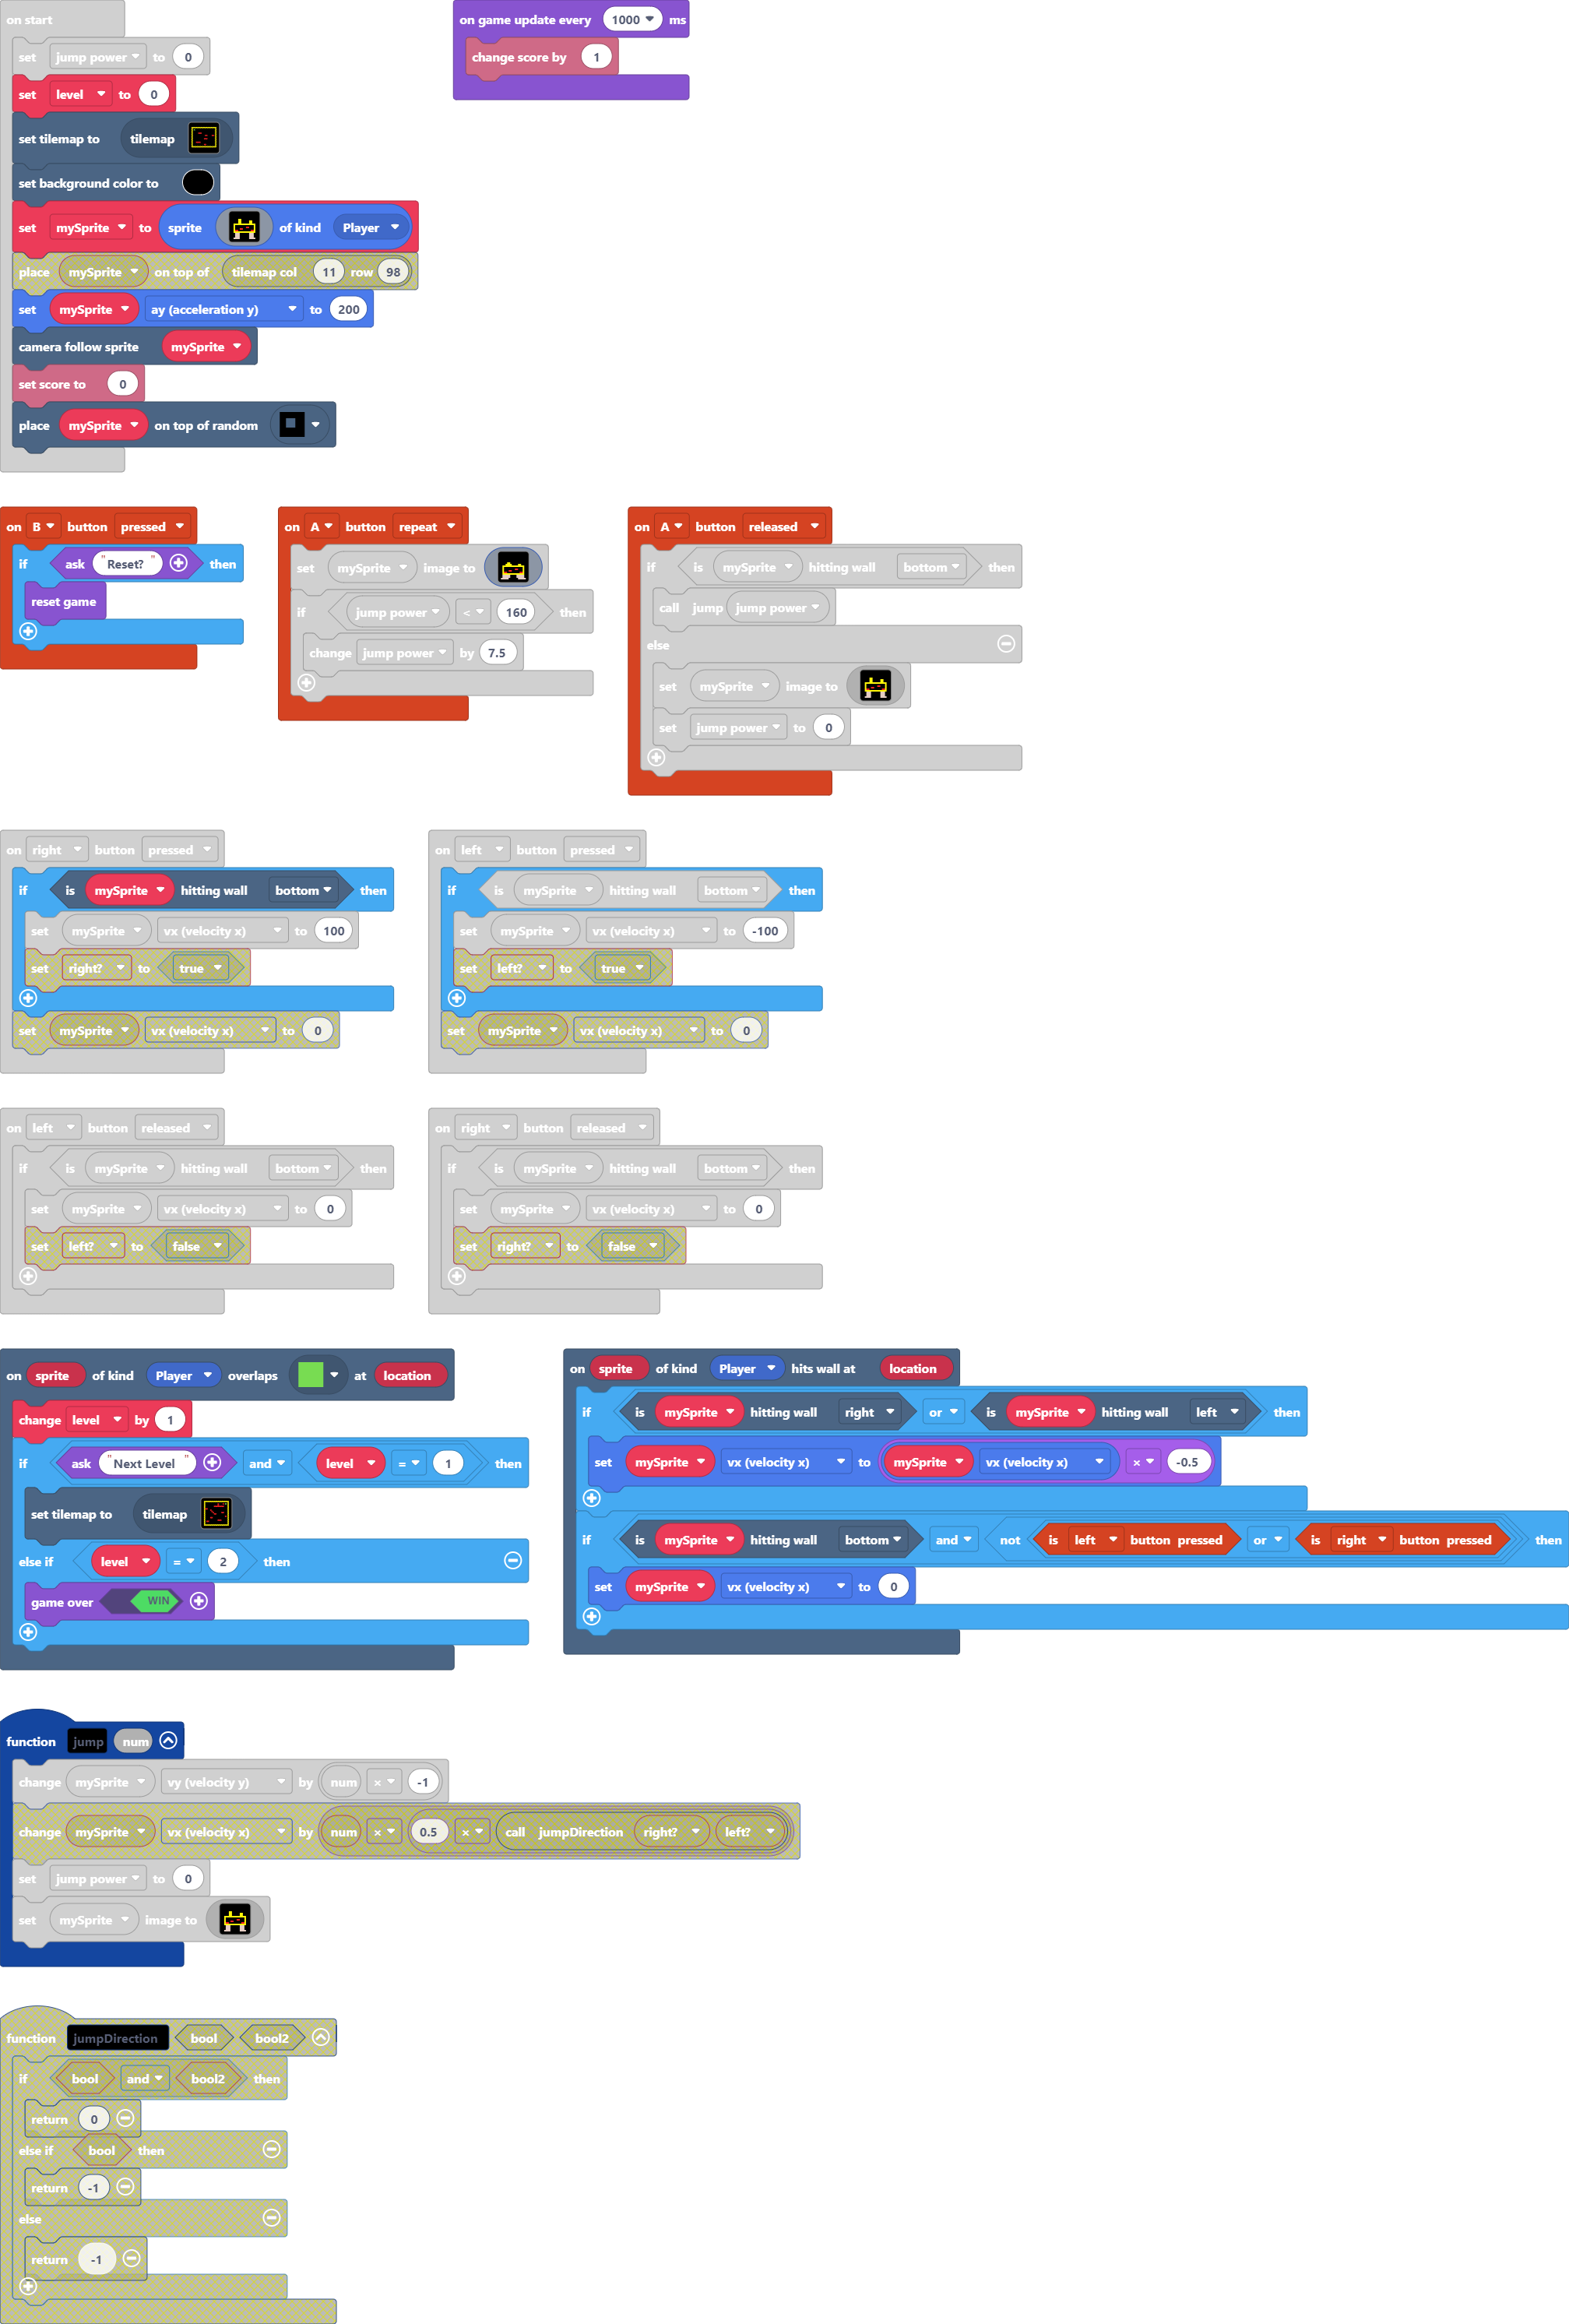 on start
set jump power to 0
set level to 0
set tilemap to tilemap
set background color to
set mySprite to sprite of kind Player
place mySprite on top of tilemap col 11 row 98
set mySprite ay (acceleration y) to 200
camera follow sprite mySprite
set score to 0
place mySprite on top of random
on game update every 1000 ms
change score by 1
on B button pressed
if ask "Reset?" then
reset game
on A button repeat
set mySprite image to
if jump power < 160 then
change jump power by 7.5
on A button released
if is mySprite hitting wall bottom then
call jump jump power
else
set mySprite image to
set jump power to 0
on right button pressed
if is mySprite hitting wall bottom then
set mySprite vx (velocity x) to 100
set right? to true
set mySprite vx (velocity x) to 0
on left button pressed
if is mySprite hitting wall bottom then
set mySprite vx (velocity x) to -100
set left? to true
set mySprite vx (velocity x) to 0
on left button released
if is mySprite hitting wall bottom then
set mySprite vx (velocity x) to 0
set left? to false
on right button released
if is mySprite hitting wall bottom then
set mySprite vx (velocity x) to 0
set right? to false
on sprite of kind Player overlaps at location
change level by 1
if ask "Next Level " and level = 1 then
set tilemap to tilemap
else if level = 2 then
game over WIN
on sprite of kind Player hits wall at location
if is mySprite hitting wall right or is mySprite hitting wall left then
set mySprite vx (velocity x) to mySprite vx (velocity x) × -0.5
if is mySprite hitting wall bottom and not is left button pressed or is right button pressed then
set mySprite vx (velocity x) to 0
function jump num
change mySprite vy (velocity y) by num × -1
change mySprite vx (velocity x) by num × 0.5 × call jumpDirection right? left?
set jump power to 0
set mySprite image to
function jumpDirection bool bool2
if bool and bool2 then
return 0
else if bool then
return -1
else
return -1